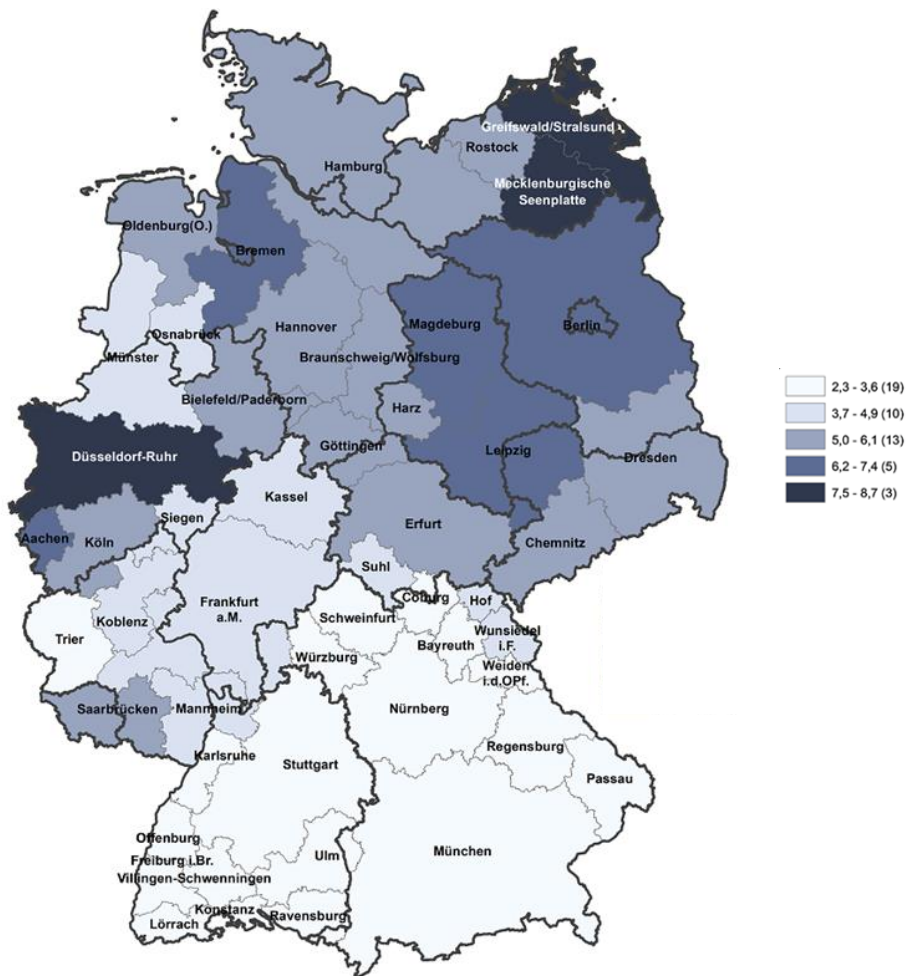 Greifswald/Stralsund
Rostock
Hamburg
Mecklenburgische
Seenplatte
Oldenburg(O.)
Bremen
Osnabrück
Hannover
Magdeburg
Berlin
Münster
Braunschweig/Wolfsburg
Bielefeld/Paderborn
Harz
Göttingen
Leipzig
Düsseldorf-Ruhr
Dresden
Kassel
Siegen
Erfurt
Aachen
Köln
Chemnitz
Suhl
Koblenz
Frankfurt
a.M.
Coburg
Hof
Schweinfurt
Trier
Bayreuth
Wunsiedel
i.F.
Würzburg
Weiden
i.d.OPf.
Saarbrücken
Mannheim
Nürnberg
Regensburg
Karlsruhe
Stuttgart
Passau
Offenburg
Ulm
München
Freiburg i.Br.
Villingen-Schwenningen
Konstanz
Ravensburg
Lörrach
2,3 - 3,6 (19)
3,7 - 4,9 (10)
5,0 - 6,1 (13)
6,2 - 7,4 (5)
7,5 - 8,7 (3)